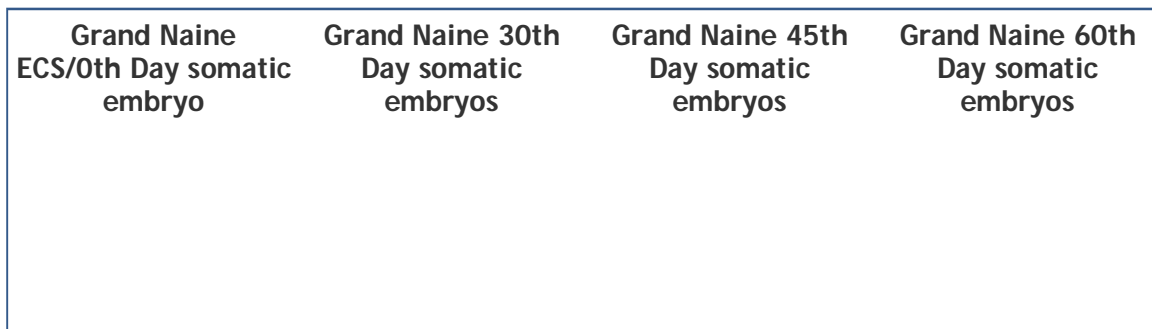 Grand Naine
ECS/0th Day somatic
embryo
Grand Naine 30th
Day somatic
embryos
Grand Naine 45th
Day somatic
embryos
Grand Naine 60th
Day somatic
embryos